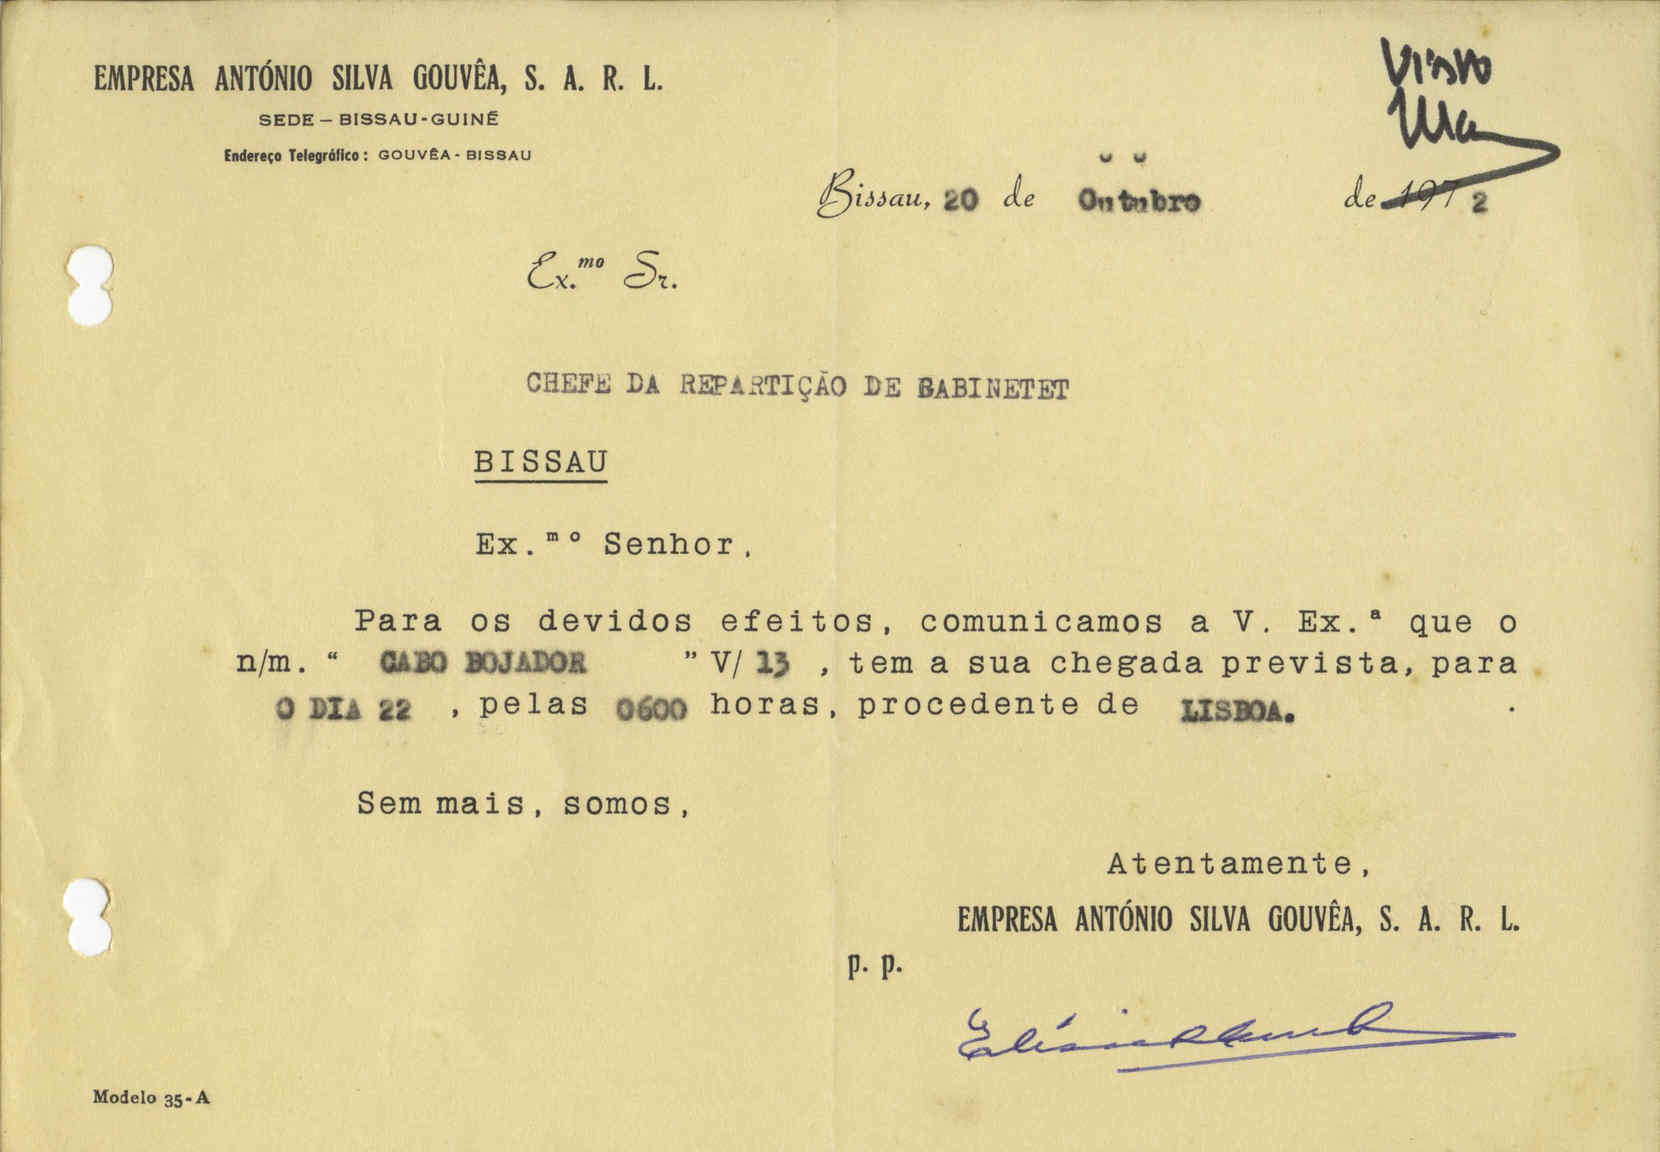 EMPRESA ANTÓNIO SILVA GOUVÊA, S. A. R. L.
SEDE – BISSAU-GUINÉ
Endereço Telegráfico: GOUVÊA - BISSAU
Visto
Bissau, 20 de Outubro de 1972
Ex.mo Sr.
CHEFE DA REPARTIÇÃO DE GABINETET
BISSAU
Ex.mo Senhor,
Para os devidos efeitos, comunicamos a V. Ex.ª que o
n/m. “ CABO BOJADOR ” V/ 13 , tem a sua chegada prevista, para
O DIA 22 , pelas 0600 horas, procedente de LISBOA. .
Sem mais, somos,
Atentamente,
EMPRESA ANTÓNIO SILVA GOUVÊA, S. A. R. L.
p. p.
Modelo 35-A